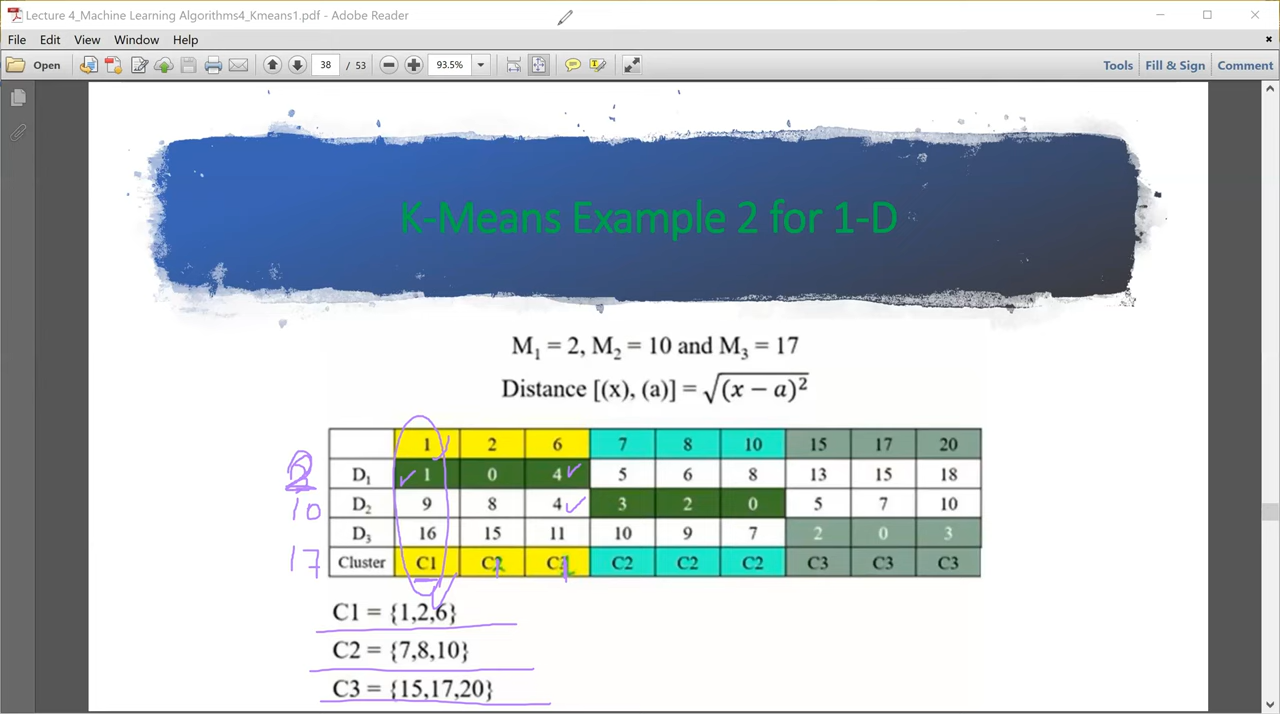 Lecture 4_Machine Learning Algorithms4_Kmeans1.pdf - Adobe Reader
File Edit View Window Help
Open 38 / 53 93.5% Tools Fill & Sign Comment
K-Means Example 2 for 1-D
M₁ = 2, M₂ = 10 and M₃ = 17
Distance [(x), (a)] = √(x − a)²
1 2 6 7 8 10 15 17 20
2 D₁ 1 0 4 5 6 8 13 15 18
10 D₂ 9 8 4 3 2 0 5 7 10
D₃ 16 15 11 10 9 7 2 0 3
17 Cluster C1 C1 C1 C2 C2 C2 C3 C3 C3
C1 = {1,2,6}
C2 = {7,8,10}
C3 = {15,17,20}